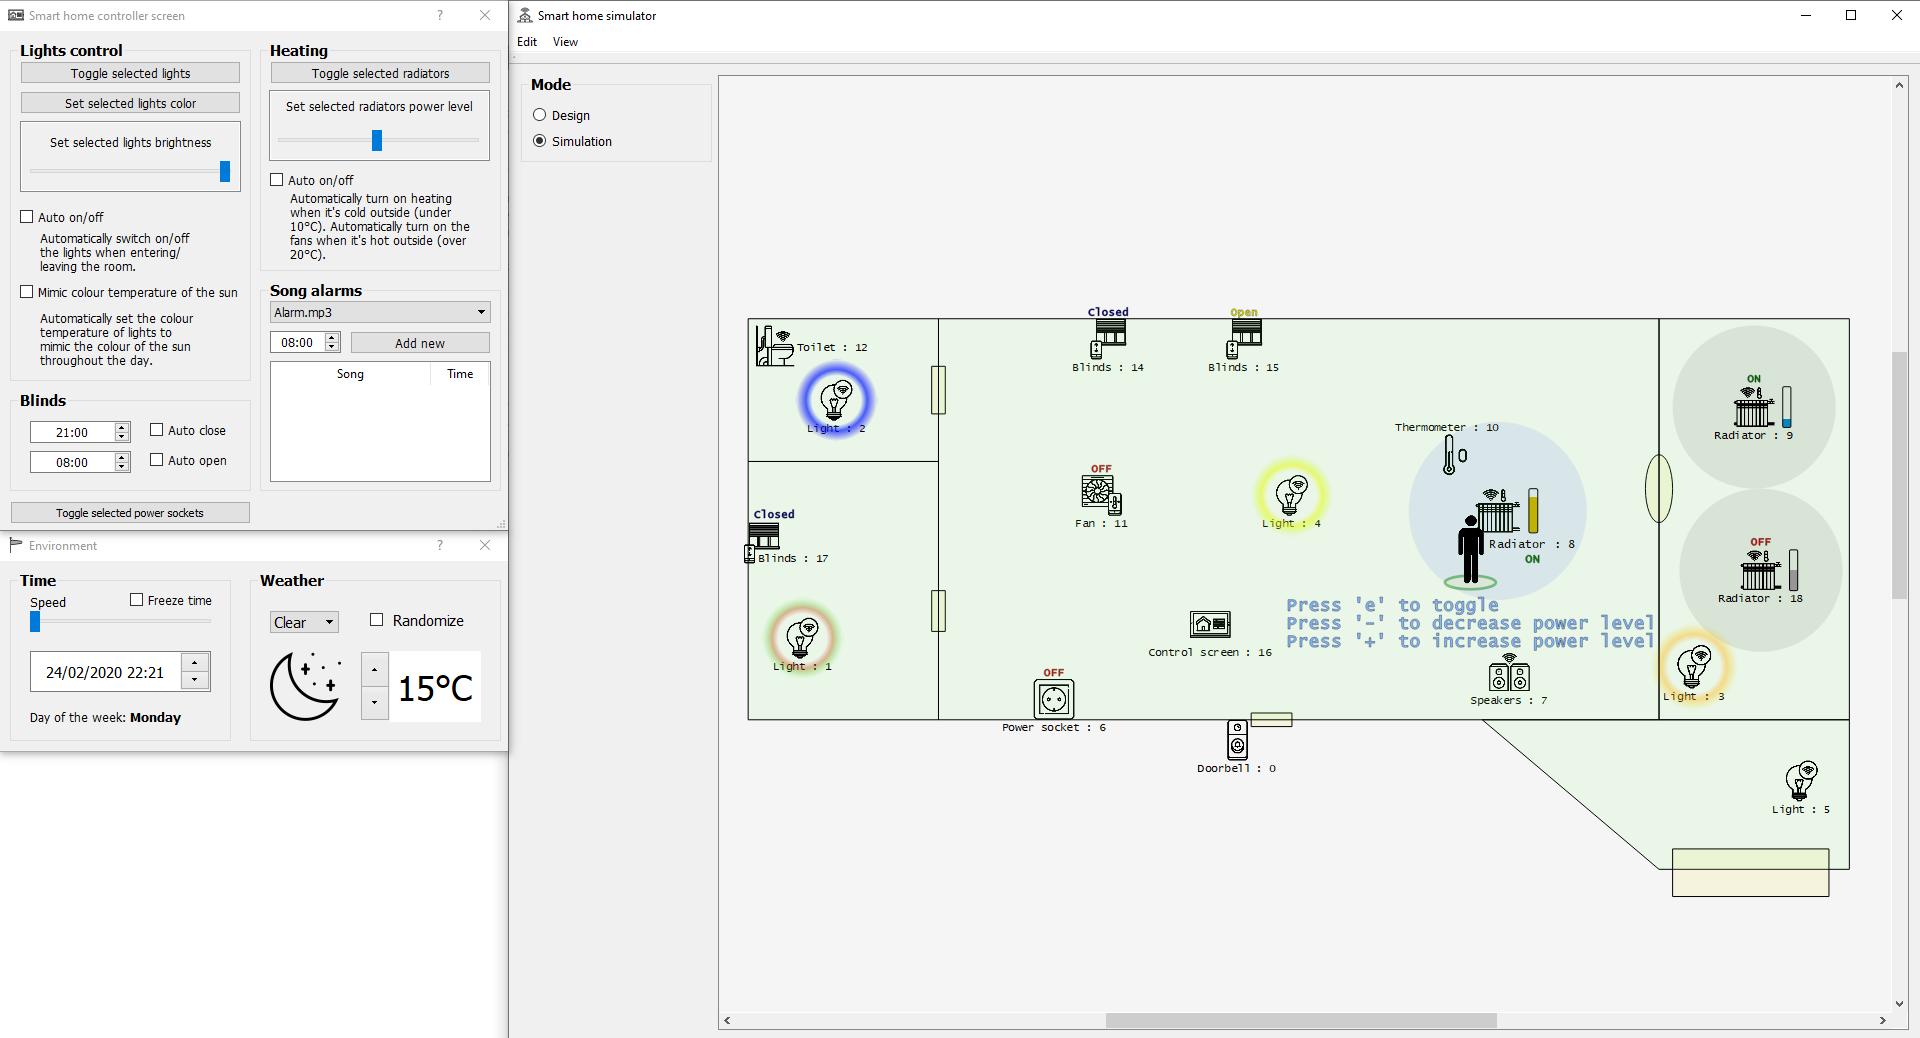 Smart home controller screen
?
Lights control
Toggle selected lights
Set selected lights color
Set selected lights brightness
Auto on/off
Automatically switch on/off
the lights when entering/
leaving the room.
Mimic colour temperature of the sun
Automatically set the colour
temperature of lights to
mimic the colour of the sun
throughout the day.
Blinds
21:00
Auto close
08:00
Auto open
Toggle selected power sockets
Heating
Toggle selected radiators
Set selected radiators power level
Auto on/off
Automatically turn on heating
when it's cold outside (under
10°C). Automatically turn on the
fans when it's hot outside (over
20°C).
Song alarms
Alarm.mp3
08:00
Add new
Song Time
Environment
?
Time
Speed
Freeze time
24/02/2020 22:21
Day of the week: Monday
Weather
Clear
Randomize
15°C
Smart home simulator
Edit View
Mode
Design
Simulation
Closed
Blinds : 14
Open
Blinds : 15
Toilet : 12
Light : 2
ON
Radiator : 9
Thermometer : 10
0
OFF
Fan : 11
Light : 4
Radiator : 8
ON
Closed
Blinds : 17
OFF
Radiator : 18
Press 'e' to toggle
Press '-' to decrease power level
Press '+' to increase power level
Light : 1
Control screen : 16
OFF
Power socket : 6
Speakers : 7
Light : 3
Doorbell : 0
Light : 5